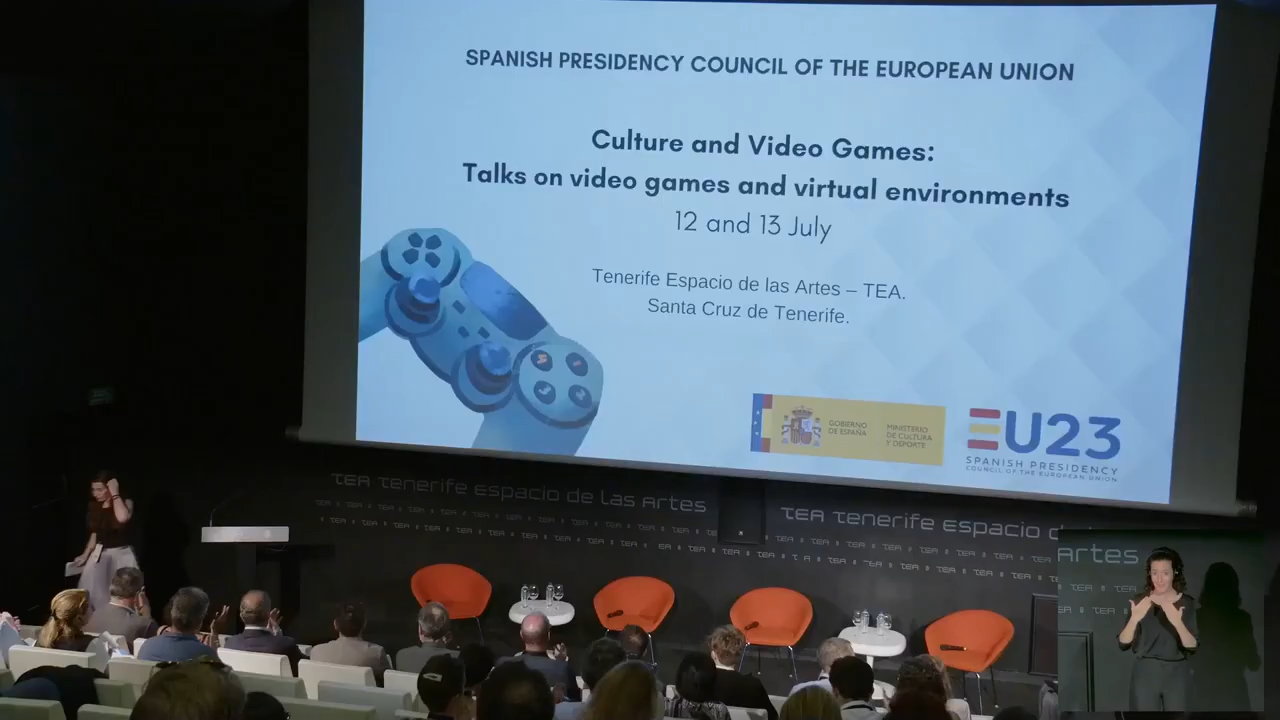 SPANISH PRESIDENCY COUNCIL OF THE EUROPEAN UNION
Culture and Video Games:
Talks on video games and virtual environments
12 and 13 July
Tenerife Espacio de las Artes – TEA.
Santa Cruz de Tenerife.
GOBIERNO
DE ESPAÑA
MINISTERIO
DE CULTURA
Y DEPORTE
EU23
SPANISH PRESIDENCY
COUNCIL OF THE EUROPEAN UNION
TEA Tenerife Espacio de las Artes
TEA Tenerife Espacio d
Artes